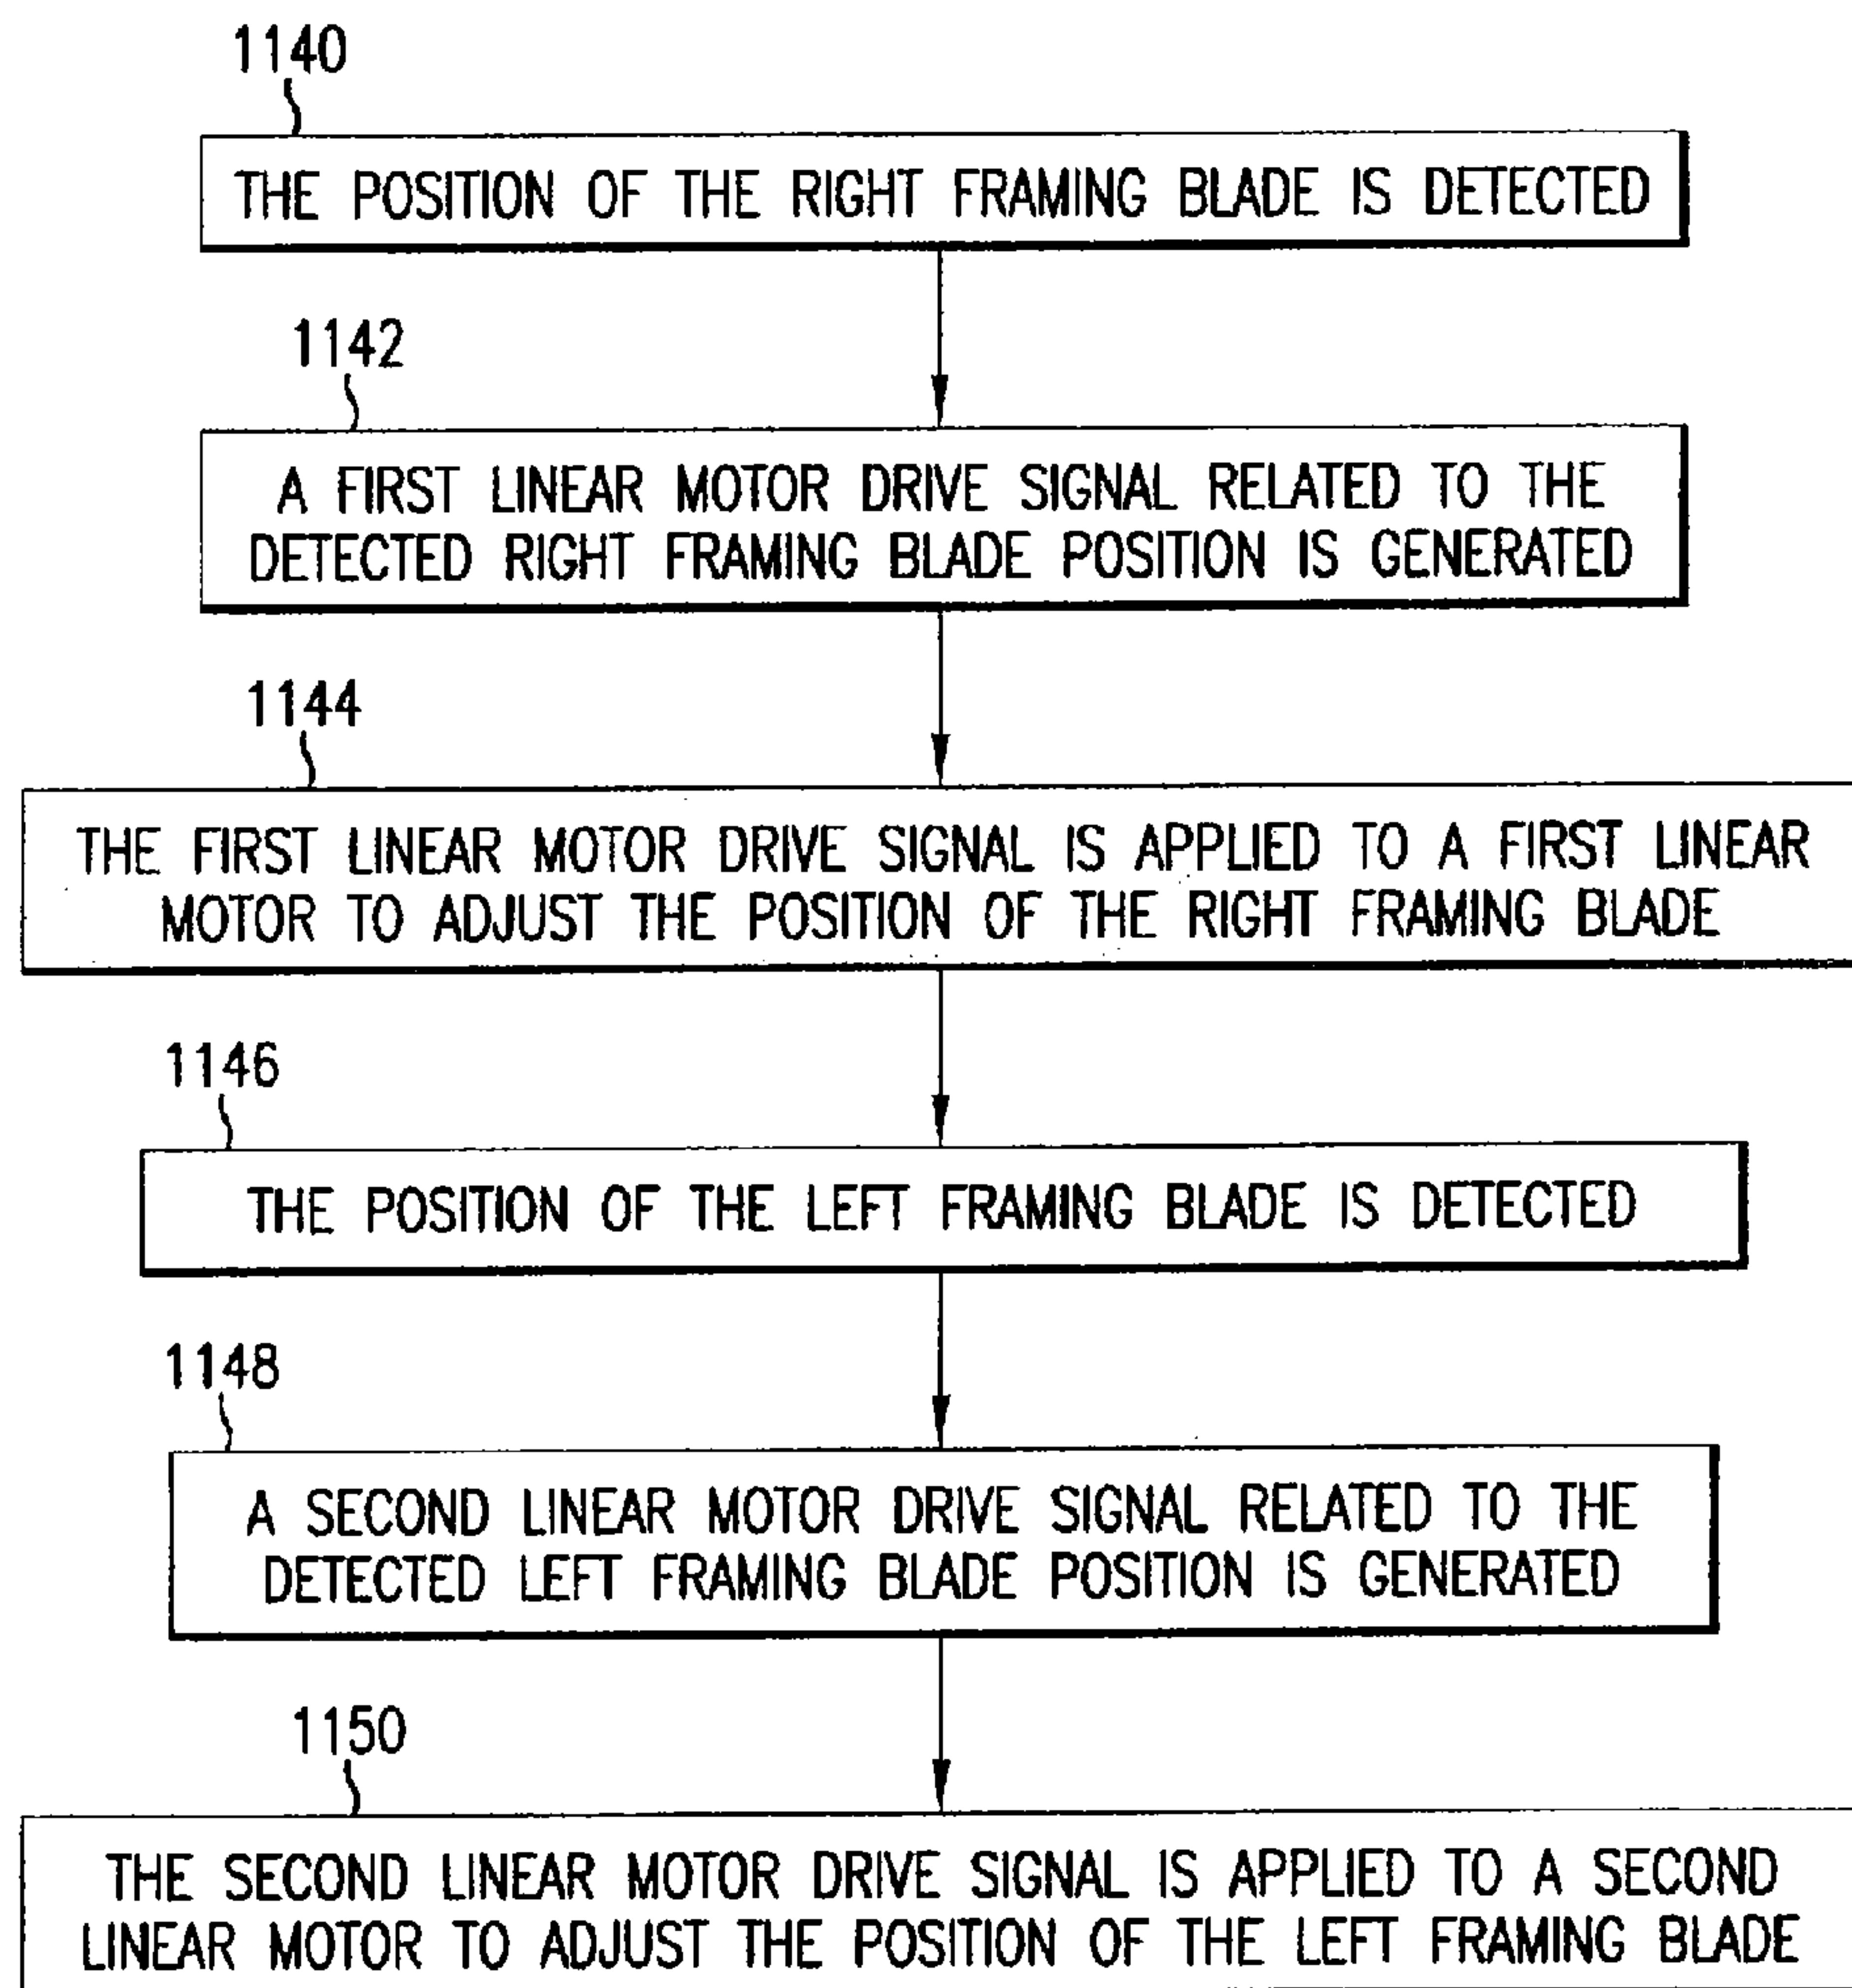 1140
THE POSITION OF THE RIGHT FRAMING BLADE IS DETECTED
1142
A FIRST LINEAR MOTOR DRIVE SIGNAL RELATED TO THE
DETECTED RIGHT FRAMING BLADE POSITION IS GENERATED
1144
THE FIRST LINEAR MOTOR DRIVE SIGNAL IS APPLIED TO A FIRST LINEAR
MOTOR TO ADJUST THE POSITION OF THE RIGHT FRAMING BLADE
1146
THE POSITION OF THE LEFT FRAMING BLADE IS DETECTED
1148
A SECOND LINEAR MOTOR DRIVE SIGNAL RELATED TO THE
DETECTED LEFT FRAMING BLADE POSITION IS GENERATED
1150
THE SECOND LINEAR MOTOR DRIVE SIGNAL IS APPLIED TO A SECOND
LINEAR MOTOR TO ADJUST THE POSITION OF THE LEFT FRAMING BLADE